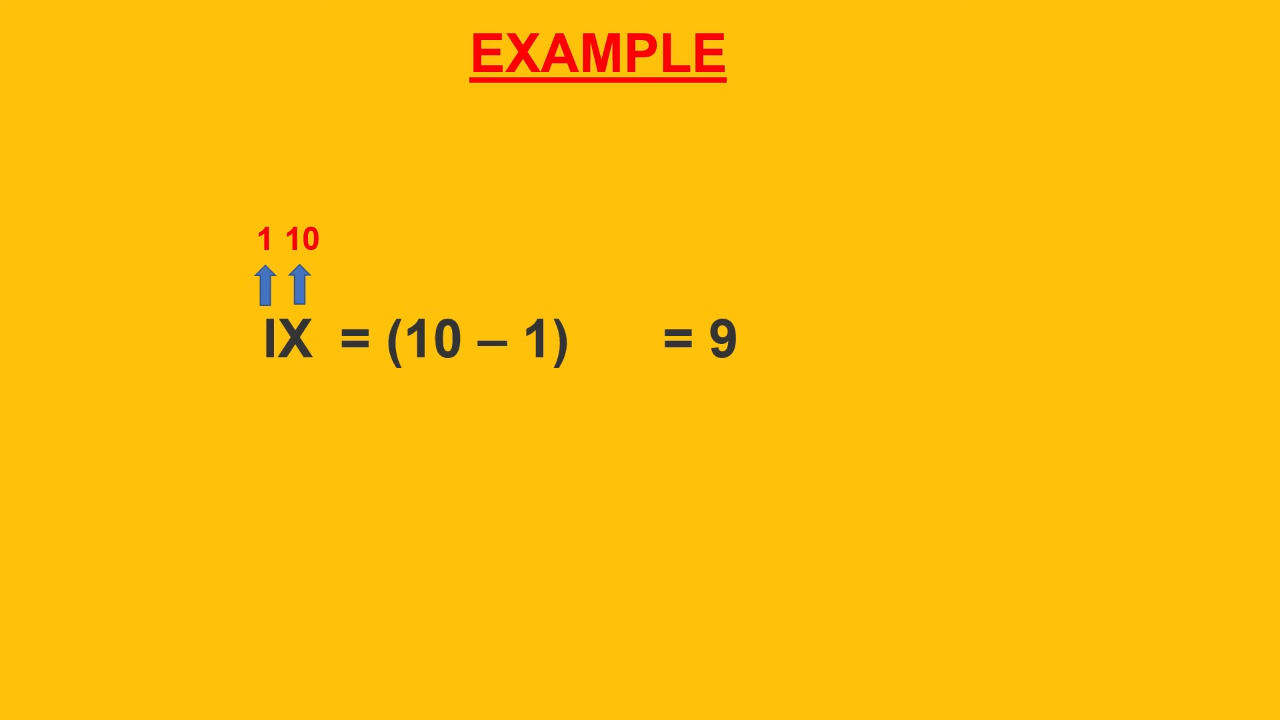 EXAMPLE
1 10
IX = (10 – 1) = 9